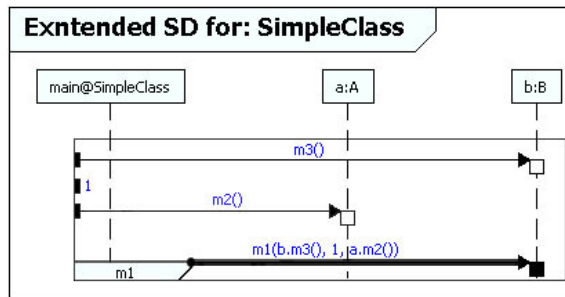 Exntended SD for: SimpleClass
main@SimpleClass
a:A
b:B
m3()
1
m2()
m1(b.m3(), 1, a.m2())
m1